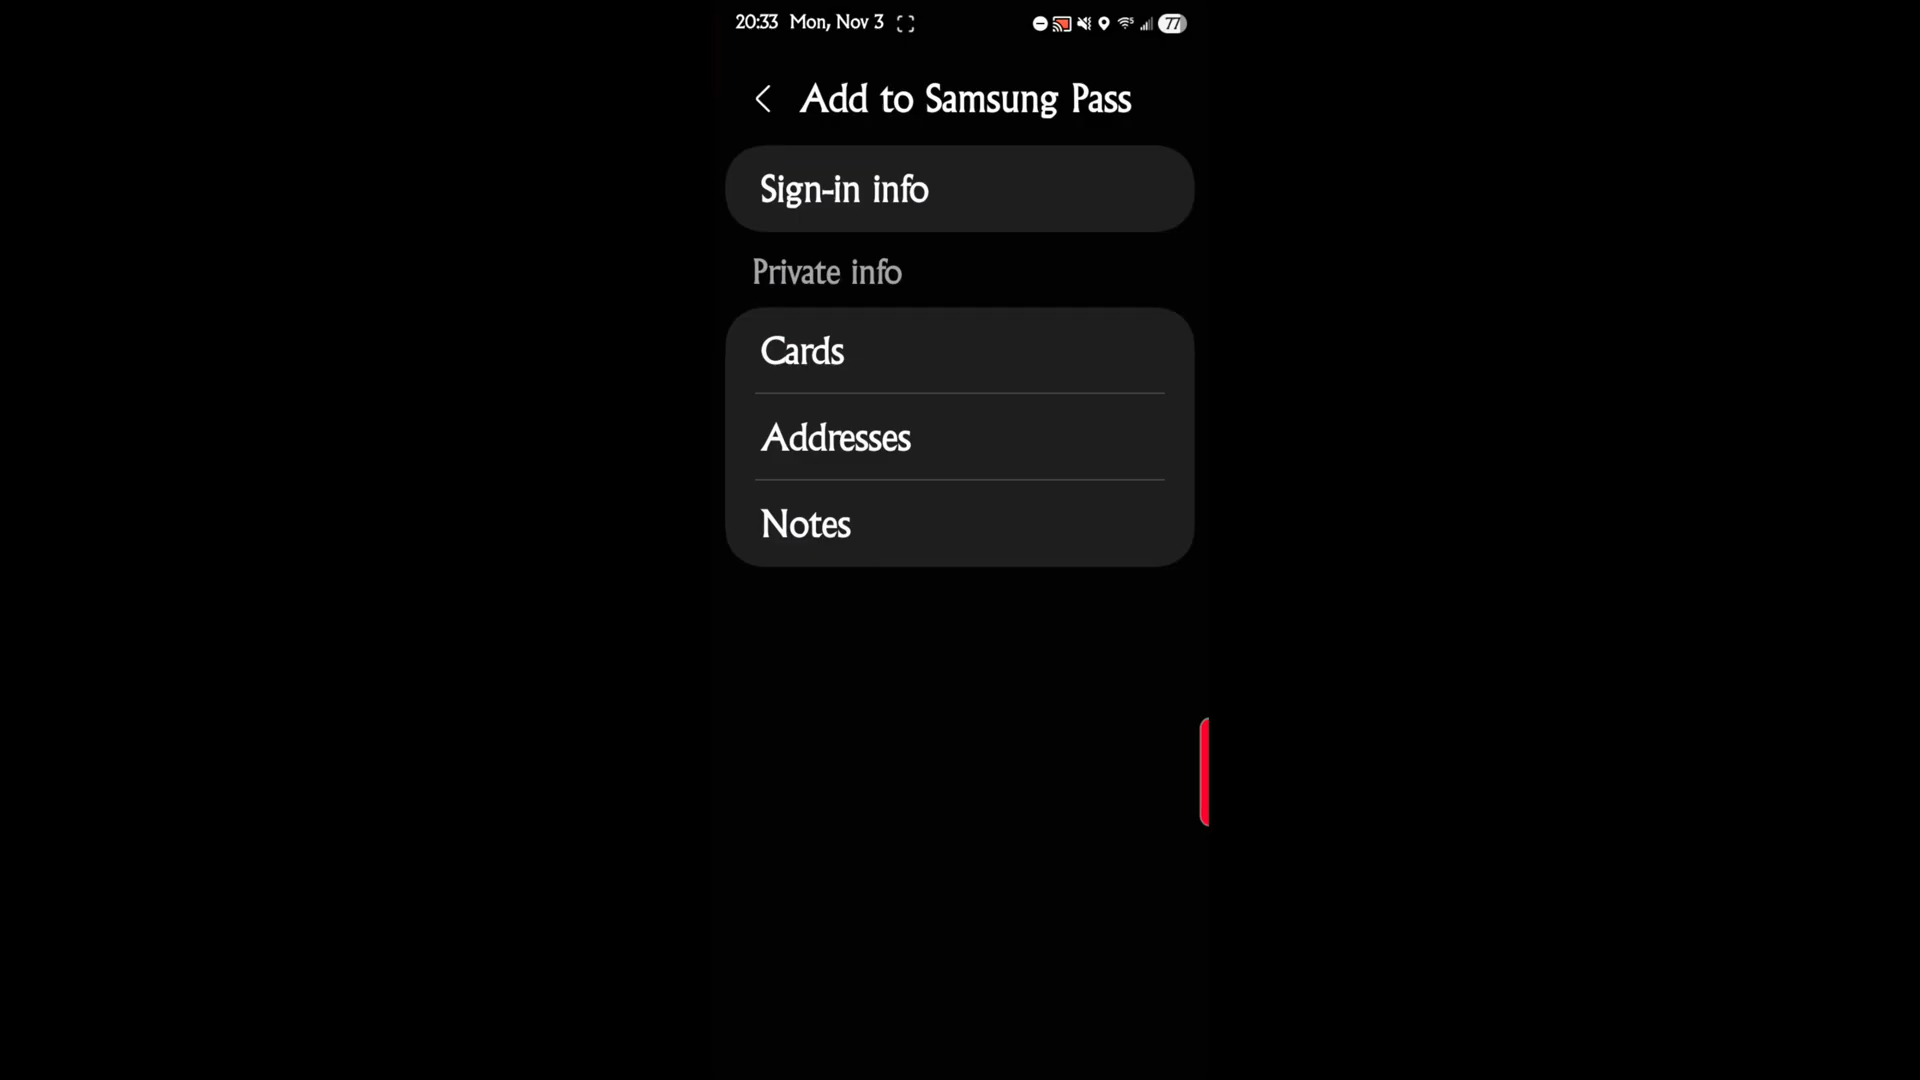 20:33 Mon, Nov 3 77
Add to Samsung Pass
Sign-in info
Private info
Cards
Addresses
Notes